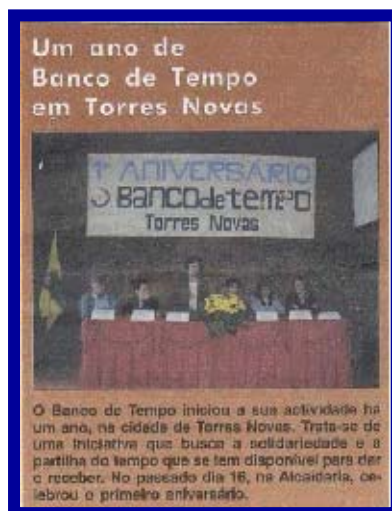 Um ano de
Banco de Tempo
em Torres Novas
1º ANIVERSÁRIO
BANCO de tempo
Torres Novas
O Banco de Tempo iniciou a sua actividade há
um ano, na cidade de Torres Novas. Trata-se de
uma iniciativa que busca a solidariedade e a
partilha do tempo que se tem disponível para dar
e receber. No passado dia 16, na Alcaidaria, ce-
lebrou o primeiro aniversário.